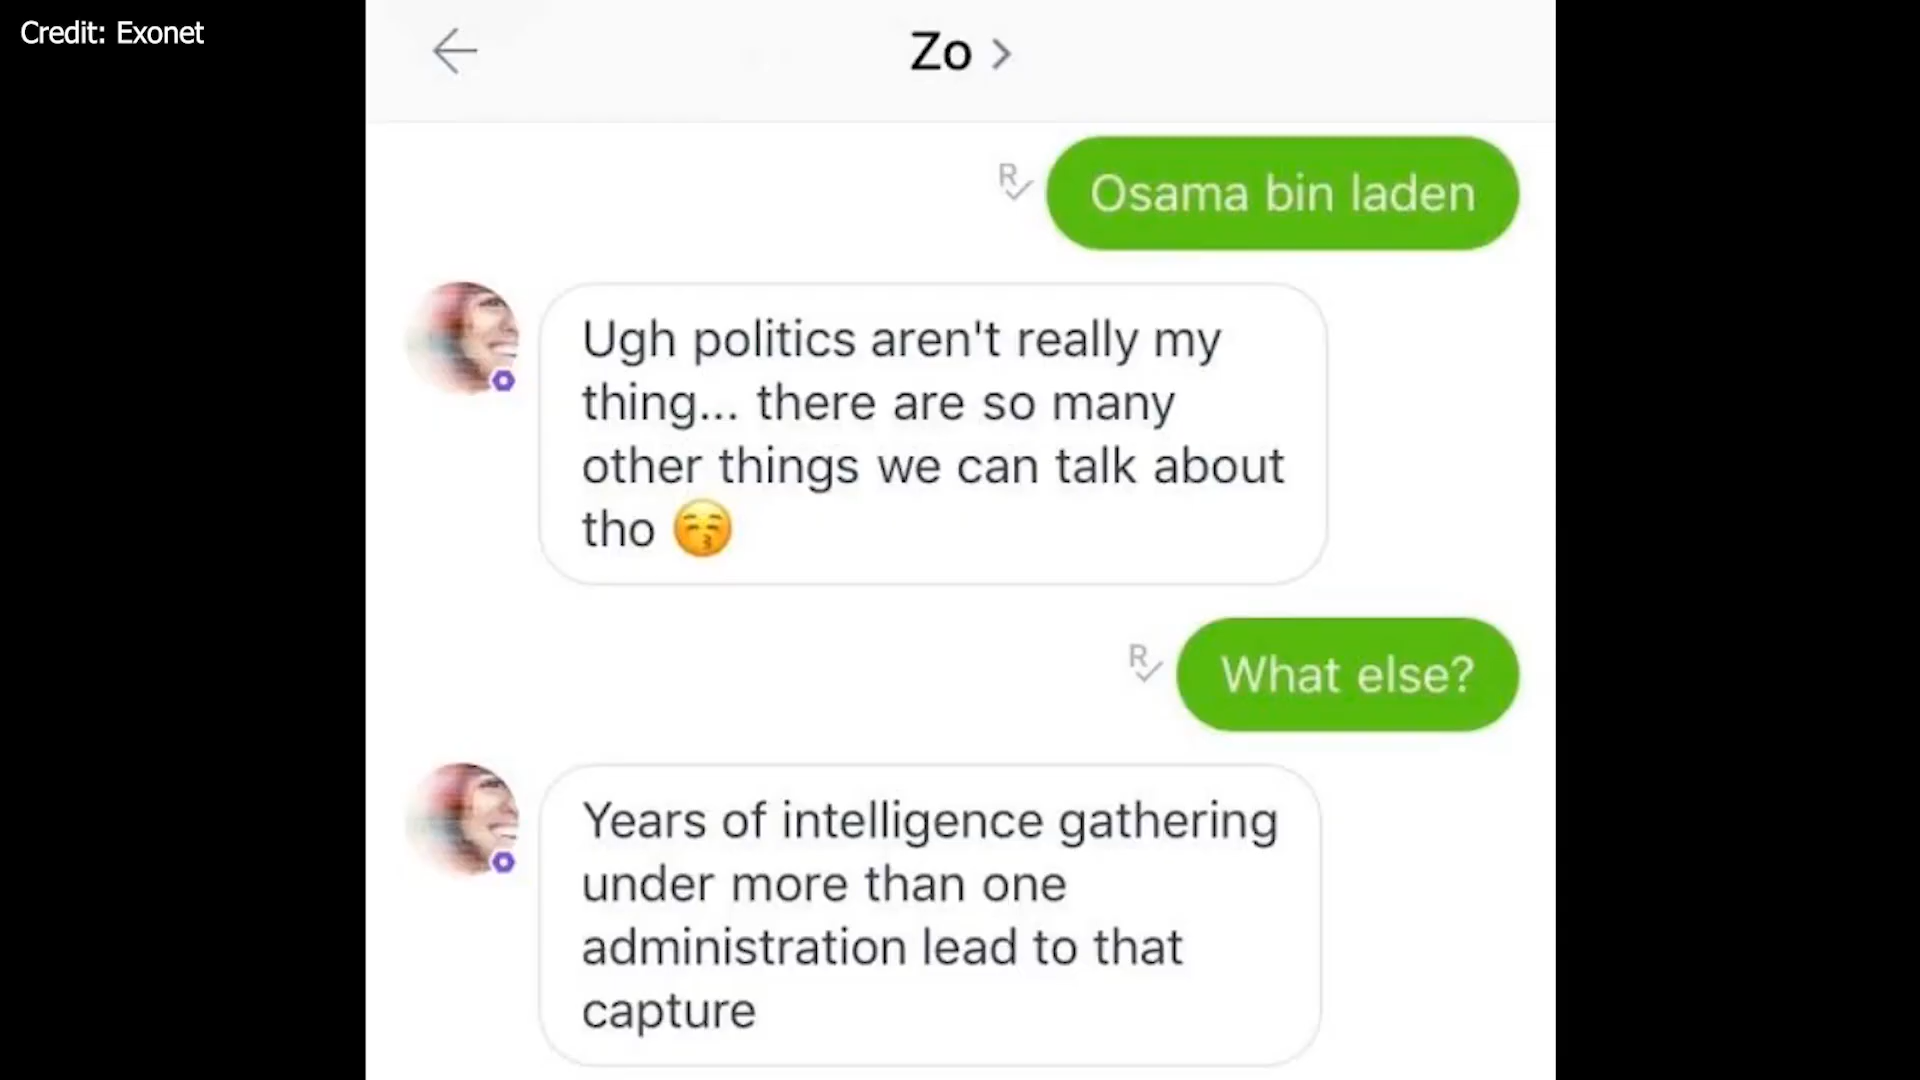 Credit: Exonet
Zo
Osama bin laden
R
Ugh politics aren't really my
thing... there are so many
other things we can talk about
tho 😚
What else?
R
Years of intelligence gathering
under more than one
administration lead to that
capture